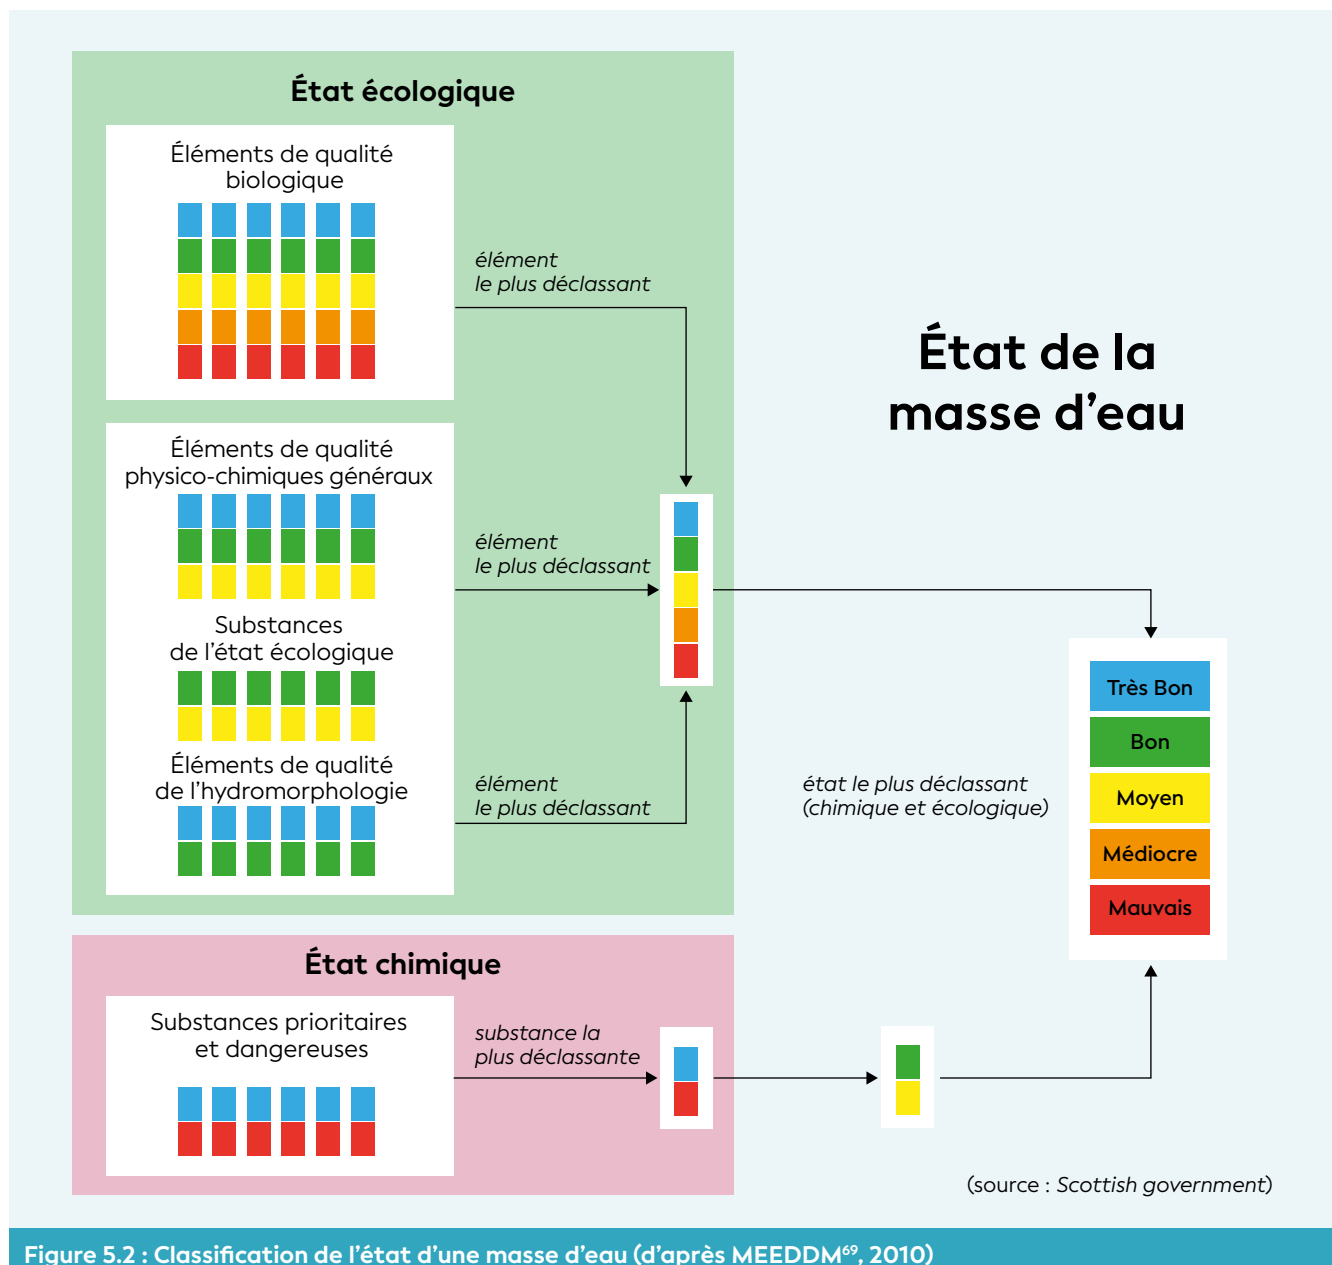 État écologique
Éléments de qualité
biologique
élément
le plus déclassant
État de la
masse d’eau
Éléments de qualité
physico-chimiques généraux
élément
le plus déclassant
Substances
de l’état écologique
Éléments de qualité
de l’hydromorphologie
élément
le plus déclassant
état le plus déclassant
(chimique et écologique)
Très Bon
Bon
Moyen
Médiocre
Mauvais
État chimique
Substances prioritaires
et dangereuses
substance la
plus déclassante
(source : Scottish government)
Figure 5.2 : Classification de l’état d’une masse d’eau (d’après MEEDDM⁶⁹, 2010)